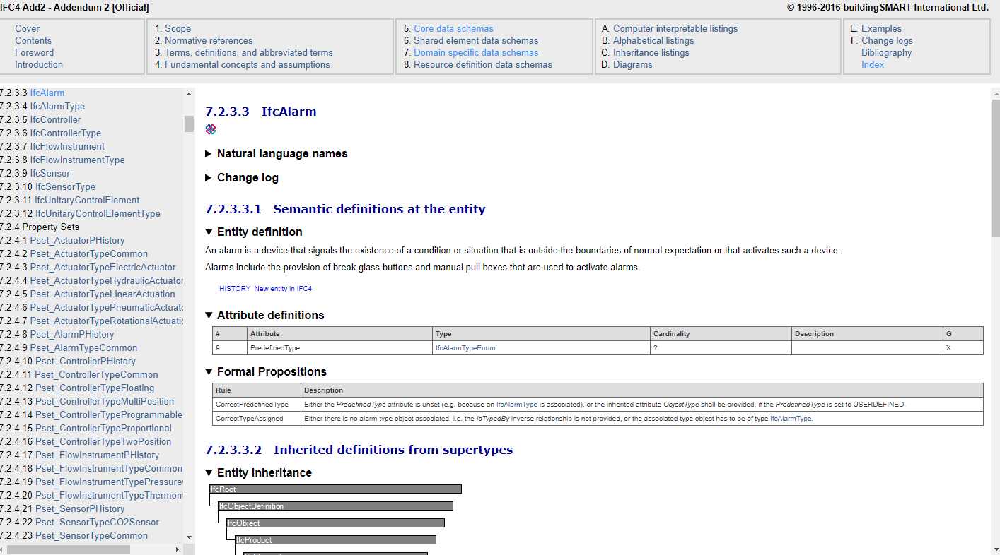 IFC4 Add2 - Addendum 2 [Official]
© 1996-2016 buildingSMART International Ltd.
Cover
Contents
Foreword
Introduction
1. Scope
2. Normative references
3. Terms, definitions, and abbreviated terms
4. Fundamental concepts and assumptions
5. Core data schemas
6. Shared element data schemas
7. Domain specific data schemas
8. Resource definition data schemas
A. Computer interpretable listings
B. Alphabetical listings
C. Inheritance listings
D. Diagrams
E. Examples
F. Change logs
Bibliography
Index
7.2.3.3 IfcAlarm
7.2.3.4 IfcAlarmType
7.2.3.5 IfcController
7.2.3.6 IfcControllerType
7.2.3.7 IfcFlowInstrument
7.2.3.8 IfcFlowInstrumentType
7.2.3.9 IfcSensor
7.2.3.10 IfcSensorType
7.2.3.11 IfcUnitaryControlElement
7.2.3.12 IfcUnitaryControlElementType
7.2.4 Property Sets
7.2.4.1 Pset_ActuatorPHistory
7.2.4.2 Pset_ActuatorTypeCommon
7.2.4.3 Pset_ActuatorTypeElectricActuator
7.2.4.4 Pset_ActuatorTypeHydraulicActuator
7.2.4.5 Pset_ActuatorTypeLinearActuation
7.2.4.6 Pset_ActuatorTypePneumaticActuato
7.2.4.7 Pset_ActuatorTypeRotationalActuatio
7.2.4.8 Pset_AlarmPHistory
7.2.4.9 Pset_AlarmTypeCommon
7.2.4.10 Pset_ControllerPHistory
7.2.4.11 Pset_ControllerTypeCommon
7.2.4.12 Pset_ControllerTypeFloating
7.2.4.13 Pset_ControllerTypeMultiPosition
7.2.4.14 Pset_ControllerTypeProgrammable
7.2.4.15 Pset_ControllerTypeProportional
7.2.4.16 Pset_ControllerTypeTwoPosition
7.2.4.17 Pset_FlowInstrumentPHistory
7.2.4.18 Pset_FlowInstrumentTypeCommon
7.2.4.19 Pset_FlowInstrumentTypePressure
7.2.4.20 Pset_FlowInstrumentTypeThermom
7.2.4.21 Pset_SensorPHistory
7.2.4.22 Pset_SensorTypeCO2Sensor
7.2.4.23 Pset_SensorTypeCommon
7.2.3.3 IfcAlarm
Natural language names
Change log
7.2.3.3.1 Semantic definitions at the entity
Entity definition
An alarm is a device that signals the existence of a condition or situation that is outside the boundaries of normal expectation or that activates such a device.
Alarms include the provision of break glass buttons and manual pull boxes that are used to activate alarms.
HISTORY New entity in IFC4
Attribute definitions
# Attribute Type Cardinality Description G
9 PredefinedType IfcAlarmTypeEnum ? X
Formal Propositions
Rule Description
CorrectPredefinedType Either the PredefinedType attribute is unset (e.g. because an IfcAlarmType is associated), or the inherited attribute ObjectType shall be provided, if the PredefinedType is set to USERDEFINED.
CorrectTypeAssigned Either there is no alarm type object associated, i.e. the IsTypedBy inverse relationship is not provided, or the associated type object has to be of type IfcAlarmType.
7.2.3.3.2 Inherited definitions from supertypes
Entity inheritance
IfcRoot
IfcObjectDefinition
IfcObject
IfcProduct